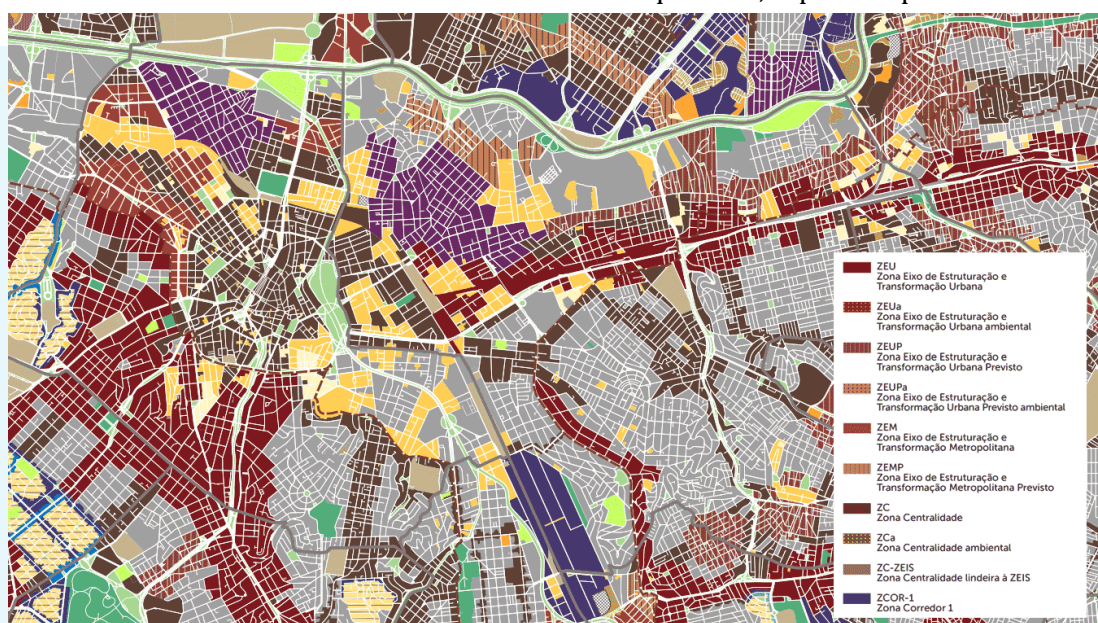 ZEU
Zona Eixo de Estruturação e
Transformação Urbana
ZEUa
Zona Eixo de Estruturação e
Transformação Urbana ambiental
ZEUP
Zona Eixo de Estruturação e
Transformação Urbana Previsto
ZEUPa
Zona Eixo de Estruturação e
Transformação Urbana Previsto ambiental
ZEM
Zona Eixo de Estruturação e
Transformação Metropolitana
ZEMP
Zona Eixo de Estruturação e
Transformação Metropolitana Previsto
ZC
Zona Centralidade
ZCa
Zona Centralidade ambiental
ZC-ZEIS
Zona Centralidade lindeira à ZEIS
ZCOR-1
Zona Corredor 1